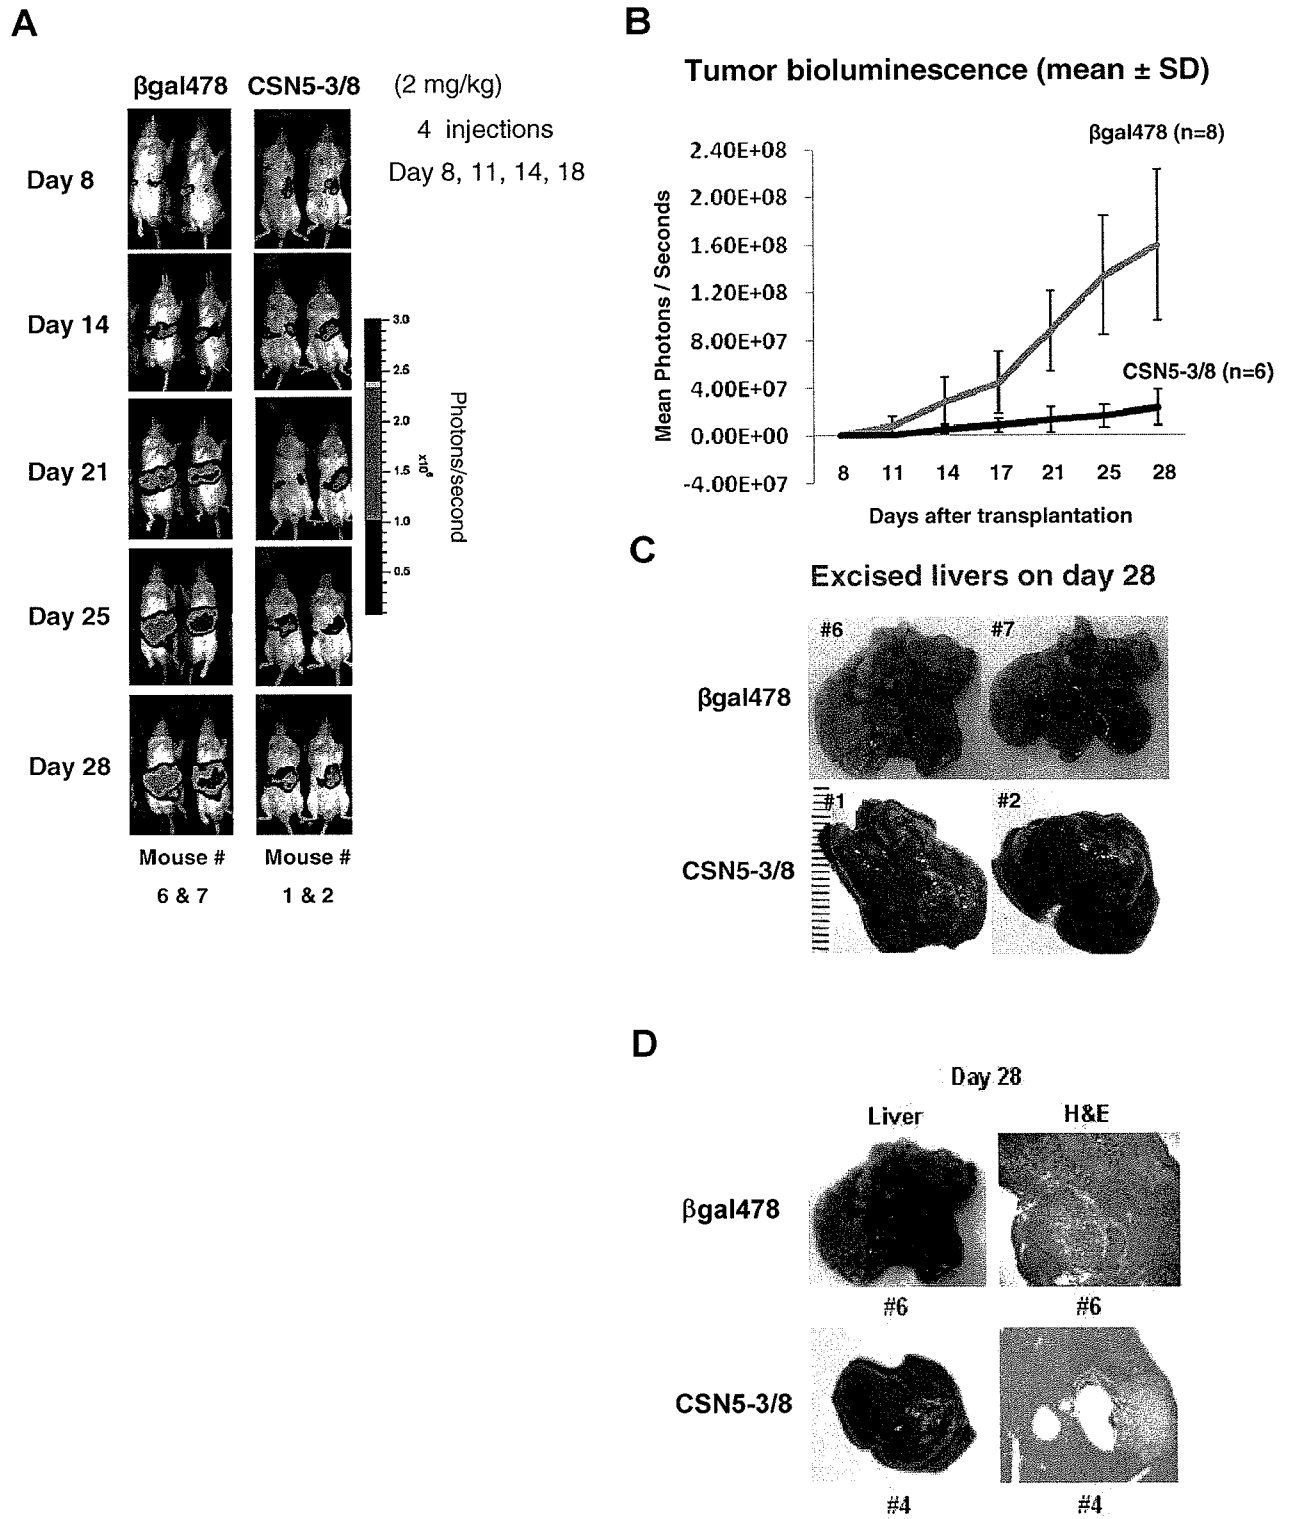 A
βgal478 CSN5-3/8 (2 mg/kg)
4 injections
Day 8, 11, 14, 18
Day 8
Day 14
Day 21
Day 25
Day 28
3.0
2.5
2.0
1.5
1.0
0.5
Photons/second
Mouse # Mouse #
6 & 7 1 & 2
B
Tumor bioluminescence (mean ± SD)
βgal478 (n=8)
CSN5-3/8 (n=6)
Mean Photons / Seconds
2.40E+08
2.00E+08
1.60E+08
1.20E+08
8.00E+07
4.00E+07
0.00E+00
-4.00E+07
8 11 14 17 21 25 28
Days after transplantation
C
Excised livers on day 28
#6 #7
βgal478
#1 #2
CSN5-3/8
D
Day 28
Liver H&E
βgal478
#6 #6
CSN5-3/8
#4 #4